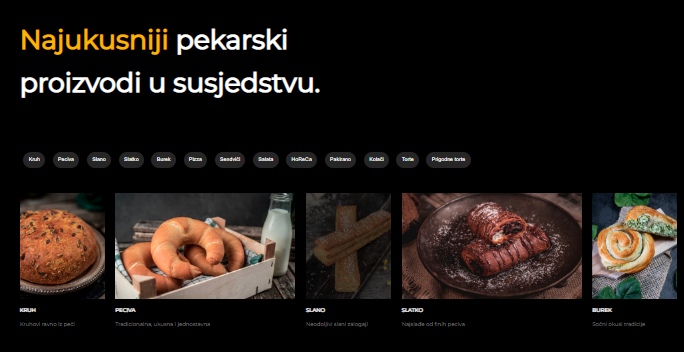 Najukusniji pekarski
proizvodi u susjedstvu.
Kruh Peciva Slano Slatko Burek Pizza Sendviči Salata HoReCa Pakirano Kolači Torte Prigodne torte
KRUH PECIVA SLANO SLATKO BUREK
Kruhovi ravno iz peći Tradicionalna, ukusna i jednostavna Neodoljivi slani zalogaji Najslađe od finih peciva Sočni okusi tradicije